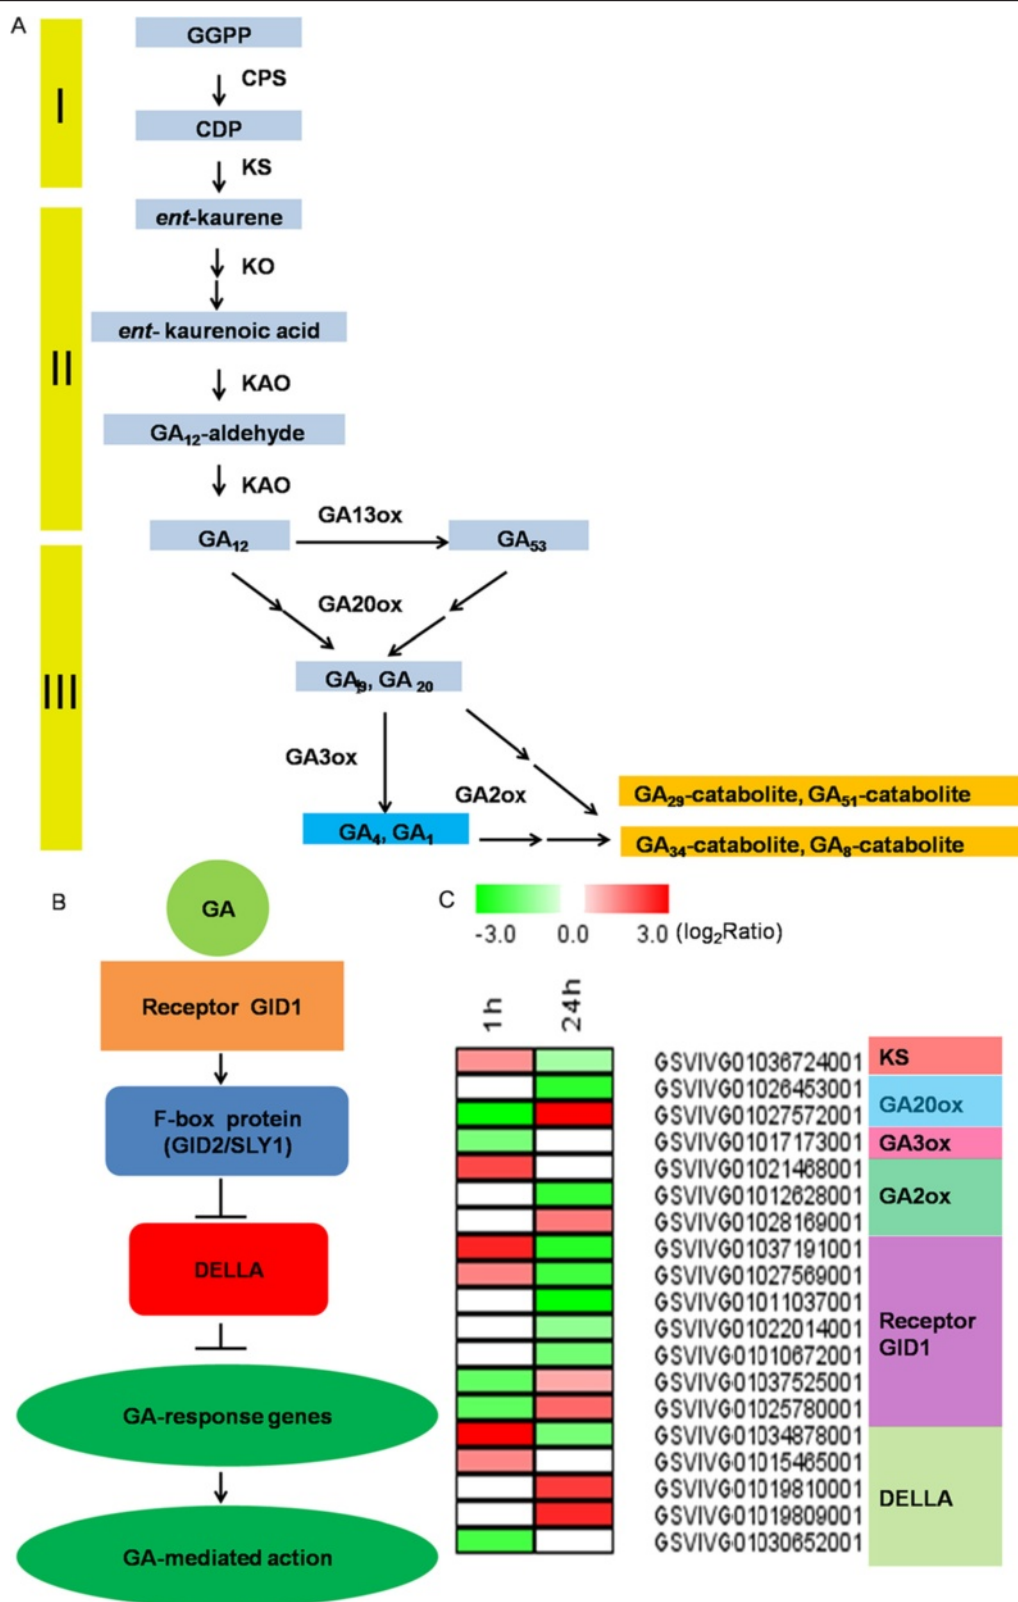 A
I
GGPP
CPS
CDP
KS
ent-kaurene
II
KO
ent- kaurenoic acid
KAO
GA12-aldehyde
KAO
GA12
GA13ox
GA53
III
GA20ox
, GA 20
GA3ox
GA2ox
GA29-catabolite, GA51-catabolite
GA4, GA1
GA34-catabolite, GA8-catabolite
B
GA
Receptor GID1
F-box protein
(GID2/SLY1)
DELLA
GA-response genes
GA-mediated action
C
-3.0 0.0 3.0 (log2Ratio)
1h 24h
GSVIVG01036724001 KS
GSVIVG01026453001
GA20ox
GSVIVG01027572001
GSVIVG01017173001 GA3ox
GSVIVG01021468001
GSVIVG01012628001 GA2ox
GSVIVG01028169001
GSVIVG01037191001
GSVIVG01027569001
GSVIVG01011037001
GSVIVG01022014001
Receptor
GID1
GSVIVG01010672001
GSVIVG01037525001
GSVIVG01025780001
GSVIVG01034878001
GSVIVG01015465001
GSVIVG01019810001
DELLA
GSVIVG01019809001
GSVIVG01030652001